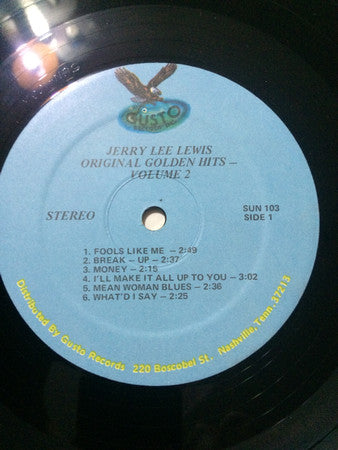 GUSTO
JERRY LEE LEWIS
ORIGINAL GOLDEN HITS –
VOLUME 2
STEREO
SUN 103
SIDE 1
1. FOOLS LIKE ME – 2:49
2. BREAK – UP – 2:37
3. MONEY – 2:15
4. I'LL MAKE IT ALL UP TO YOU – 3:02
5. MEAN WOMAN BLUES – 2:36
6. WHAT'D I SAY – 2:25
Distributed By Gusto Records 220 Boscobel St. Nashville, Tenn. 37213